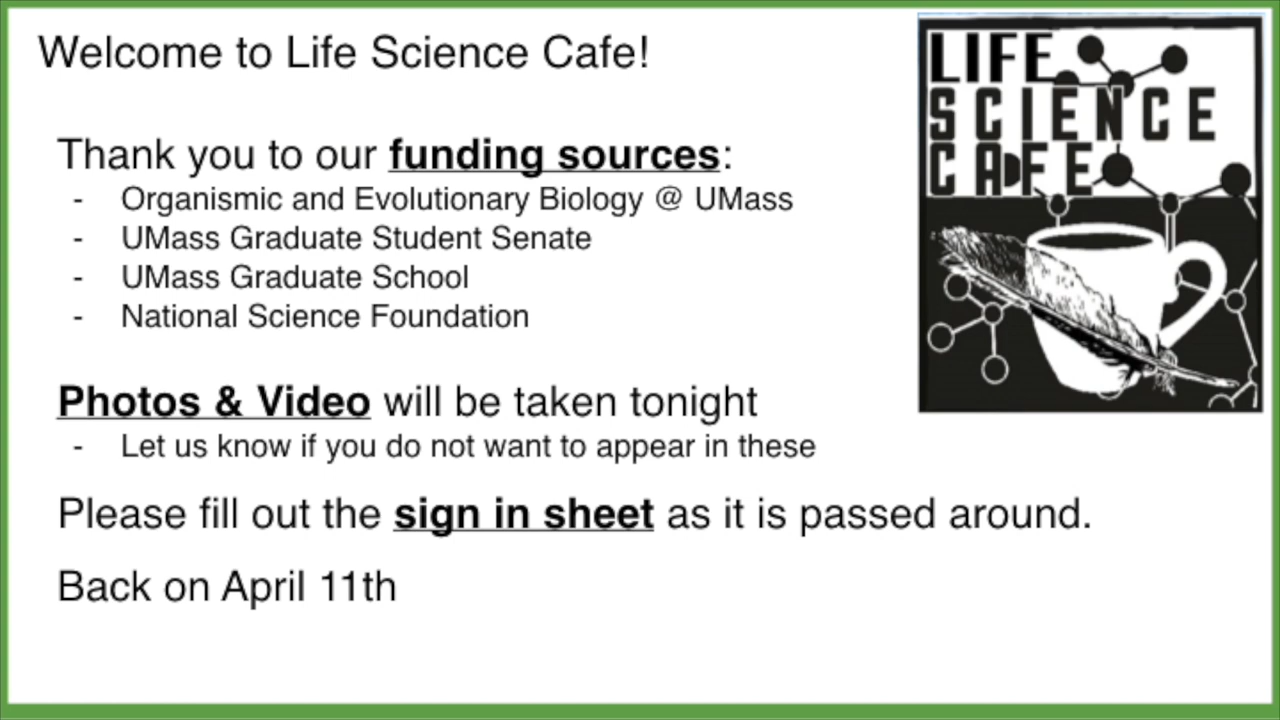 Welcome to Life Science Cafe!
Thank you to our funding sources:
- Organismic and Evolutionary Biology @ UMass
- UMass Graduate Student Senate
- UMass Graduate School
- National Science Foundation
Photos & Video will be taken tonight
- Let us know if you do not want to appear in these
Please fill out the sign in sheet as it is passed around.
Back on April 11th
LIFE
SCIENCE
CAFE